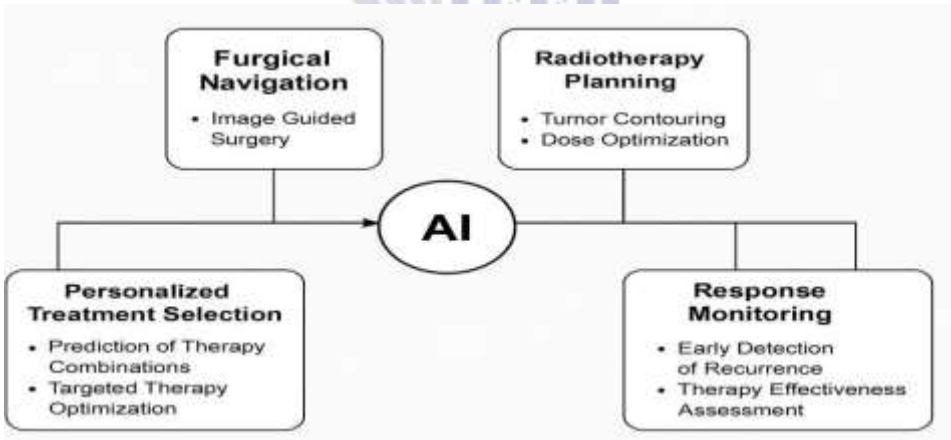 Furgical
Navigation
• Image Guided
Surgery
Radiotherapy
Planning
• Tumor Contouring
• Dose Optimization
AI
Personalized
Treatment Selection
• Prediction of Therapy
Combinations
• Targeted Therapy
Optimization
Response
Monitoring
• Early Detection
of Recurrence
• Therapy Effectiveness
Assessment